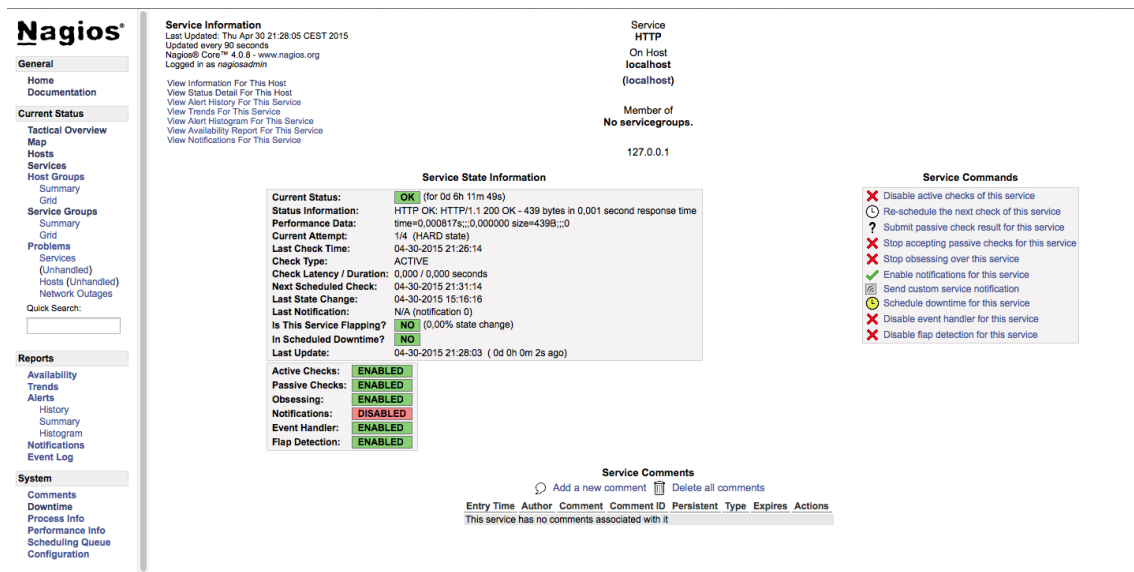 Nagios®
General
Home
Documentation
Current Status
Tactical Overview
Map
Hosts
Services
Host Groups
Summary
Grid
Service Groups
Summary
Grid
Problems
Services
(Unhandled)
Hosts (Unhandled)
Network Outages
Quick Search:
Reports
Availability
Trends
Alerts
History
Summary
Histogram
Notifications
Event Log
System
Comments
Downtime
Process Info
Performance Info
Scheduling Queue
Configuration
Service Information
Last Updated: Thu Apr 30 21:28:05 CEST 2015
Updated every 90 seconds
Nagios® Core™ 4.0.8 - www.nagios.org
Logged in as nagiosadmin
View Information For This Host
View Status Detail For This Host
View Alert History For This Service
View Trends For This Service
View Alert Histogram For This Service
View Availability Report For This Service
View Notifications For This Service
Service
HTTP
On Host
localhost
(localhost)
Member of
No servicegroups.
127.0.0.1
Service State Information
Current Status: OK (for 0d 6h 11m 49s)
Status Information: HTTP OK: HTTP/1.1 200 OK - 439 bytes in 0,001 second response time
Performance Data: time=0,000817s;;;0,000000 size=439B;;;0
Current Attempt: 1/4 (HARD state)
Last Check Time: 04-30-2015 21:26:14
Check Type: ACTIVE
Check Latency / Duration: 0,000 / 0,000 seconds
Next Scheduled Check: 04-30-2015 21:31:14
Last State Change: 04-30-2015 15:16:16
Last Notification: N/A (notification 0)
Is This Service Flapping? NO (0,00% state change)
In Scheduled Downtime? NO
Last Update: 04-30-2015 21:28:03 ( 0d 0h 0m 2s ago)
Active Checks: ENABLED
Passive Checks: ENABLED
Obsessing: ENABLED
Notifications: DISABLED
Event Handler: ENABLED
Flap Detection: ENABLED
Service Commands
Disable active checks of this service
Re-schedule the next check of this service
? Submit passive check result for this service
Stop accepting passive checks for this service
Stop obsessing over this service
Enable notifications for this service
Send custom service notification
Schedule downtime for this service
Disable event handler for this service
Disable flap detection for this service
Service Comments
Add a new comment Delete all comments
Entry Time Author Comment Comment ID Persistent Type Expires Actions
This service has no comments associated with it